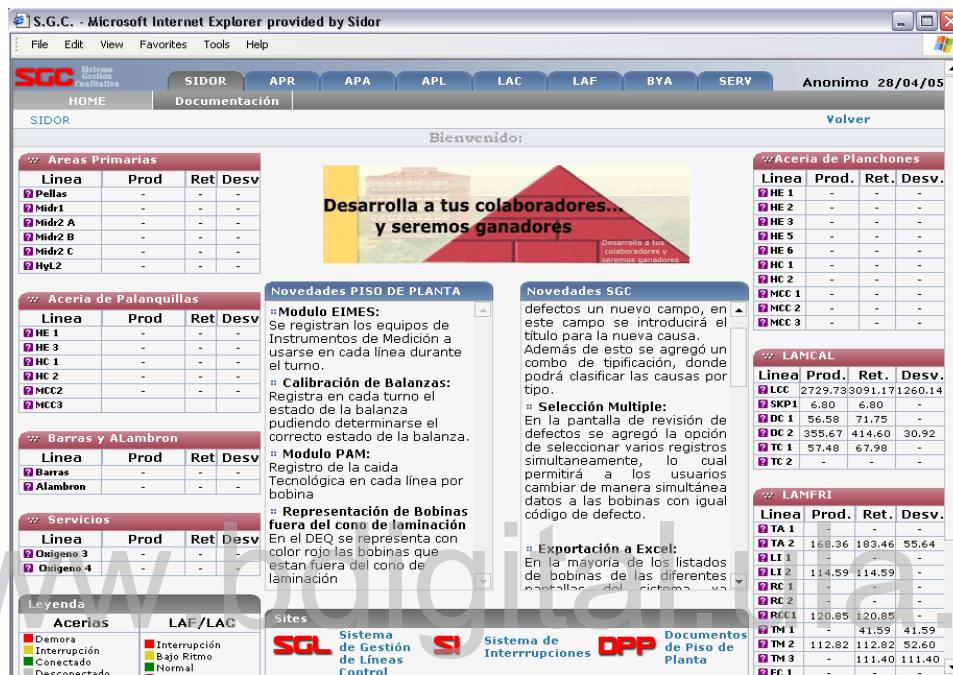 S.G.C. - Microsoft Internet Explorer provided by Sidor
File Edit View Favorites Tools Help
SGC Sistema Gestión Cualitativa
SIDOR APR APA APL LAC LAF BYA SERV Anonimo 28/04/05
HOME Documentación
SIDOR Volver
Bienvenido:
Areas Primarias
Linea Prod Ret Desv
Pellas - - -
Midr1 - - -
Midr2 A - - -
Midr2 B - - -
Midr2 C - - -
HyL2 - - -
Aceria de Palanquillas
Linea Prod Ret Desv
HE 1 - - -
HE 3 - - -
HC 1 - - -
HC 2 - - -
MCC2 - - -
MCC3 - - -
Barras y ALambron
Linea Prod Ret Desv
Barras - - -
Alambron - - -
Servicios
Linea Prod Ret Desv
Oxigeno 3 - - -
Oxigeno 4 - - -
Leyenda
Acerias LAF/LAC
Demora
Interrupción
Conectado
Desconectado
Interrupción
Bajo Ritmo
Normal
Desarrolla a tus colaboradores...
y seremos ganadores
Desarrolla a tus
colaboradores y
seremos ganadores
Novedades PISO DE PLANTA
Modulo EIMES:
Se registran los equipos de
Instrumentos de Medición a
usarse en cada línea durante
el turno.
Calibración de Balanzas:
Registra en cada turno el
estado de la balanza
pudiendo determinarse el
correcto estado de la balanza.
Modulo PAM:
Registro de la caida
Tecnológica en cada línea por
bobina
Representación de Bobinas
fuera del cono de laminación
En el DEQ se representa con
color rojo las bobinas que
estan fuera del cono de
laminación
Novedades SGC
defectos un nuevo campo, en
este campo se introducirá el
título para la nueva causa.
Además de esto se agregó un
combo de tipificación, donde
podrá clasificar las causas por
tipo.
Selección Multiple:
En la pantalla de revisión de
defectos se agregó la opción
de seleccionar varios registros
simultaneamente, lo cual
permitirá a los usuarios
cambiar de manera simultánea
datos a las bobinas con igual
código de defecto.
Exportación a Excel:
En la mayoría de los listados
de bobinas de las diferentes
pantallas del sistema ya
Sites
SGL Sistema
de Gestión
de Líneas
Control
SI Sistema de
Interrrupciones
DPP Documentos
de Piso de
Planta
Aceria de Planchones
Linea Prod. Ret. Desv.
HE 1 - - -
HE 2 - - -
HE 3 - - -
HE 5 - - -
HE 6 - - -
HC 1 - - -
HC 2 - - -
MCC 1 - - -
MCC 2 - - -
MCC 3 - - -
LAMCAL
Linea Prod. Ret. Desv.
LCC 2729.73 3091.17 1260.14
SKP1 6.80 6.80 -
DC 1 56.58 71.75 -
DC 2 355.67 414.60 30.92
TC 1 57.48 67.98 -
TC 2 - - -
LAMFRI
Linea Prod. Ret. Desv.
TA 1 - - -
TA 2 168.36 183.46 55.64
LI 1 - - -
LI 2 114.59 114.59 -
RC 1 - - -
RC 2 - - -
RCC1 120.85 120.85 -
TM 1 - 41.59 41.59
TM 2 112.82 112.82 52.60
TM 3 - 111.40 111.40
EC 1 - - -
www.bdigital.ula.